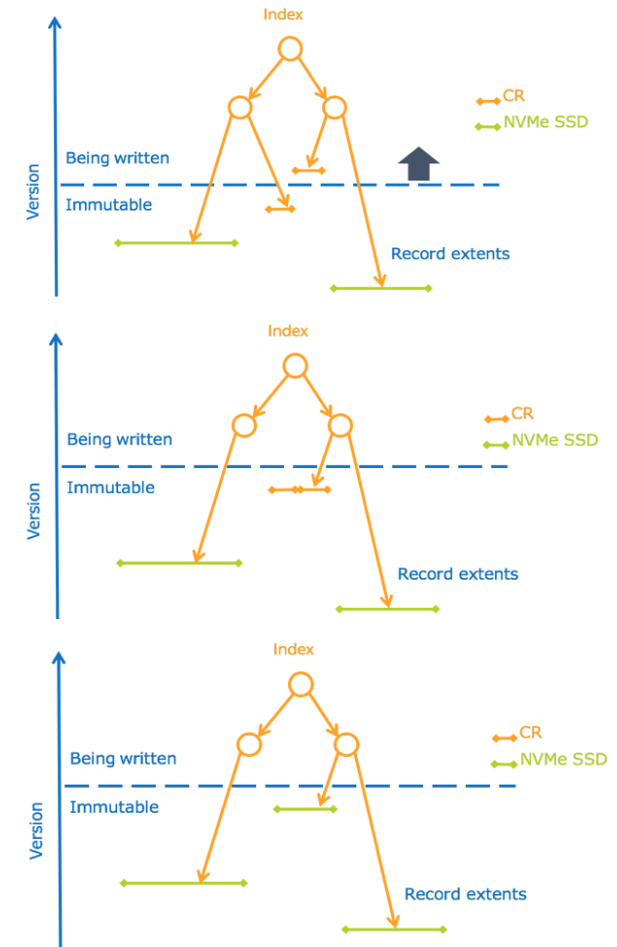 Index
CR
NVMe SSD
Being written
Version
Immutable
Record extents
Index
CR
NVMe SSD
Being written
Version
Immutable
Record extents
Index
CR
NVMe SSD
Being written
Version
Immutable
Record extents